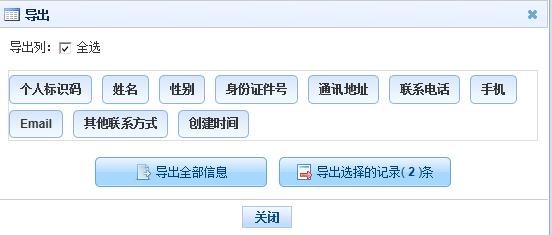 导出
导出列： 全选
个人标识码 姓名 性别 身份证件号 通讯地址 联系电话 手机
Email 其他联系方式 创建时间
导出全部信息 导出选择的记录( 2 )条
关闭